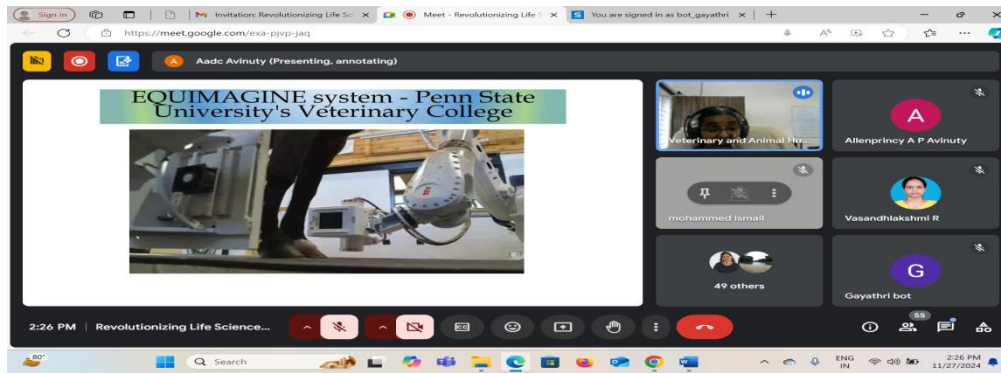 Sign in
Invitation: Revolutionizing Life Sci
Meet - Revolutionizing Life S
You are signed in as bot_gayathri
https://meet.google.com/exa-pjvp-jaq
A
Aadc Avinuty (Presenting, annotating)
EQUIMAGINE system - Penn State
University's Veterinary College
Veterinary and Animal Hu...
A
Allenprincy A P Avinuty
mohammed ismail
Vasandhlakshmi R
49 others
G
Gayathri bot
2:26 PM | Revolutionizing Life Science...
55
80°
Search
ENG
IN
2:26 PM
11/27/2024